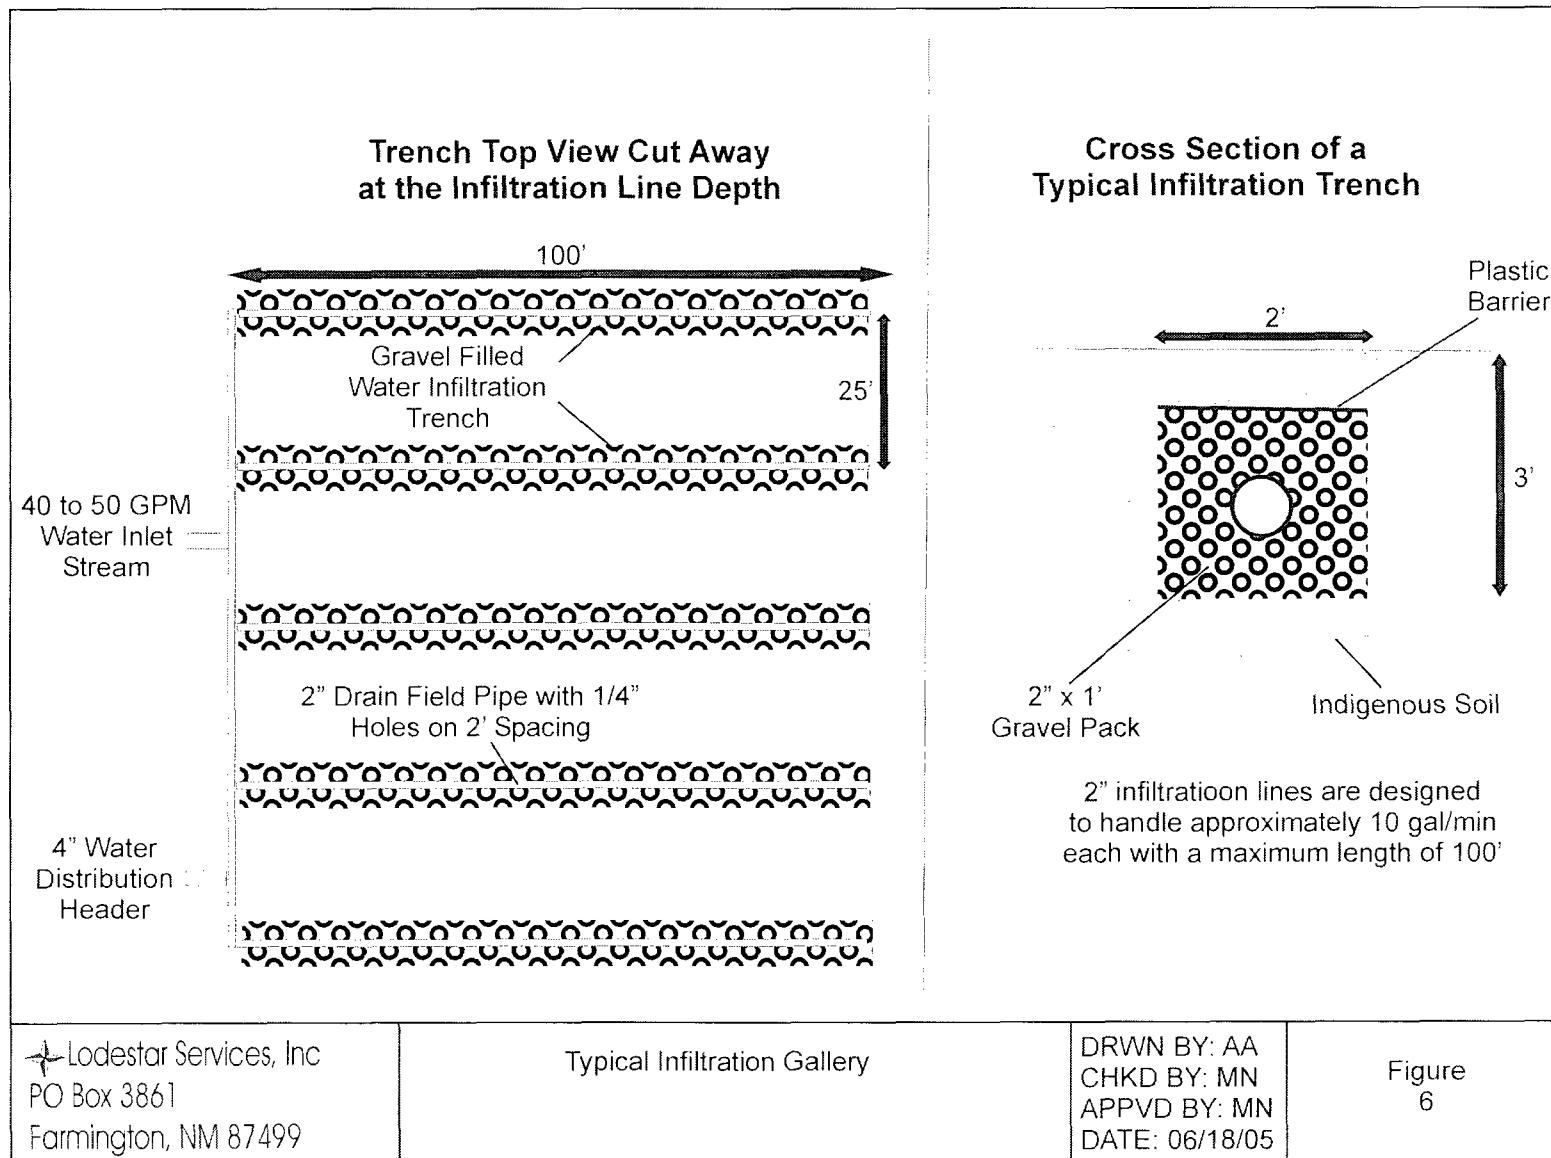 Trench Top View Cut Away
at the Infiltration Line Depth
100'
Gravel Filled
Water Infiltration
Trench
25'
40 to 50 GPM
Water Inlet
Stream
2" Drain Field Pipe with 1/4"
Holes on 2' Spacing
4" Water
Distribution
Header
Cross Section of a
Typical Infiltration Trench
Plastic
Barrier
2'
3'
2" x 1'
Gravel Pack
Indigenous Soil
2" infiltratioon lines are designed
to handle approximately 10 gal/min
each with a maximum length of 100'
Lodestar Services, Inc
PO Box 3861
Farmington, NM 87499
Typical Infiltration Gallery
DRWN BY: AA
CHKD BY: MN
APPVD BY: MN
DATE: 06/18/05
Figure
6